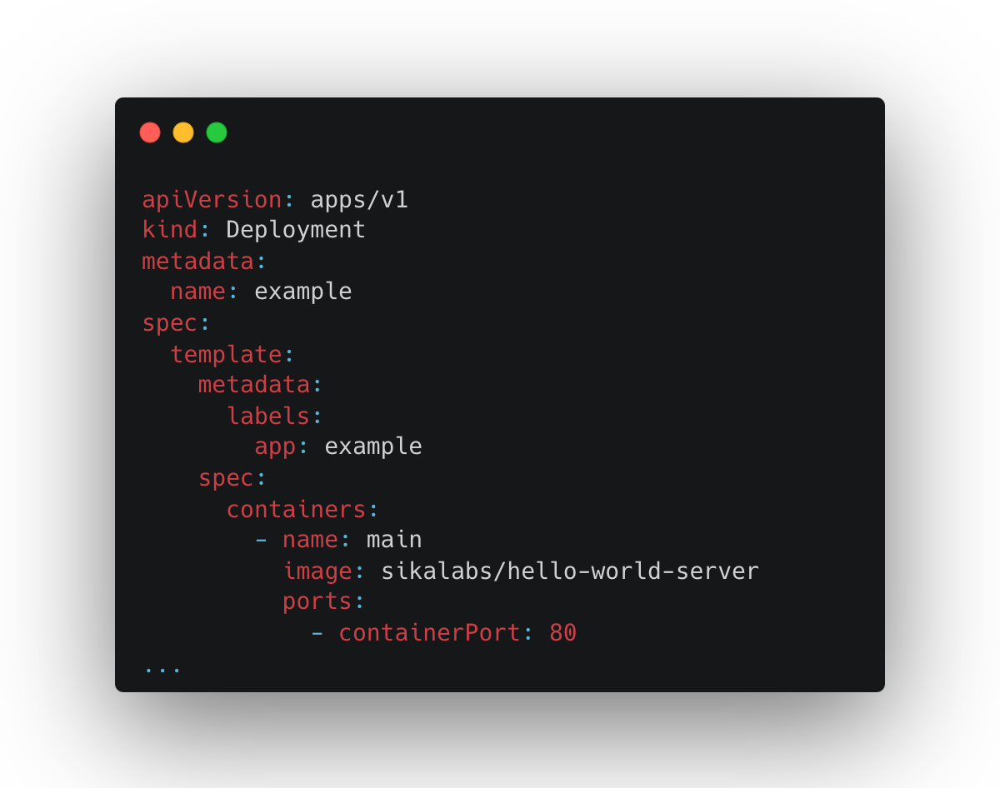 apiVersion: apps/v1
kind: Deployment
metadata:
  name: example
spec:
  template:
    metadata:
      labels:
        app: example
    spec:
      containers:
        - name: main
          image: sikalabs/hello-world-server
          ports:
            - containerPort: 80
...